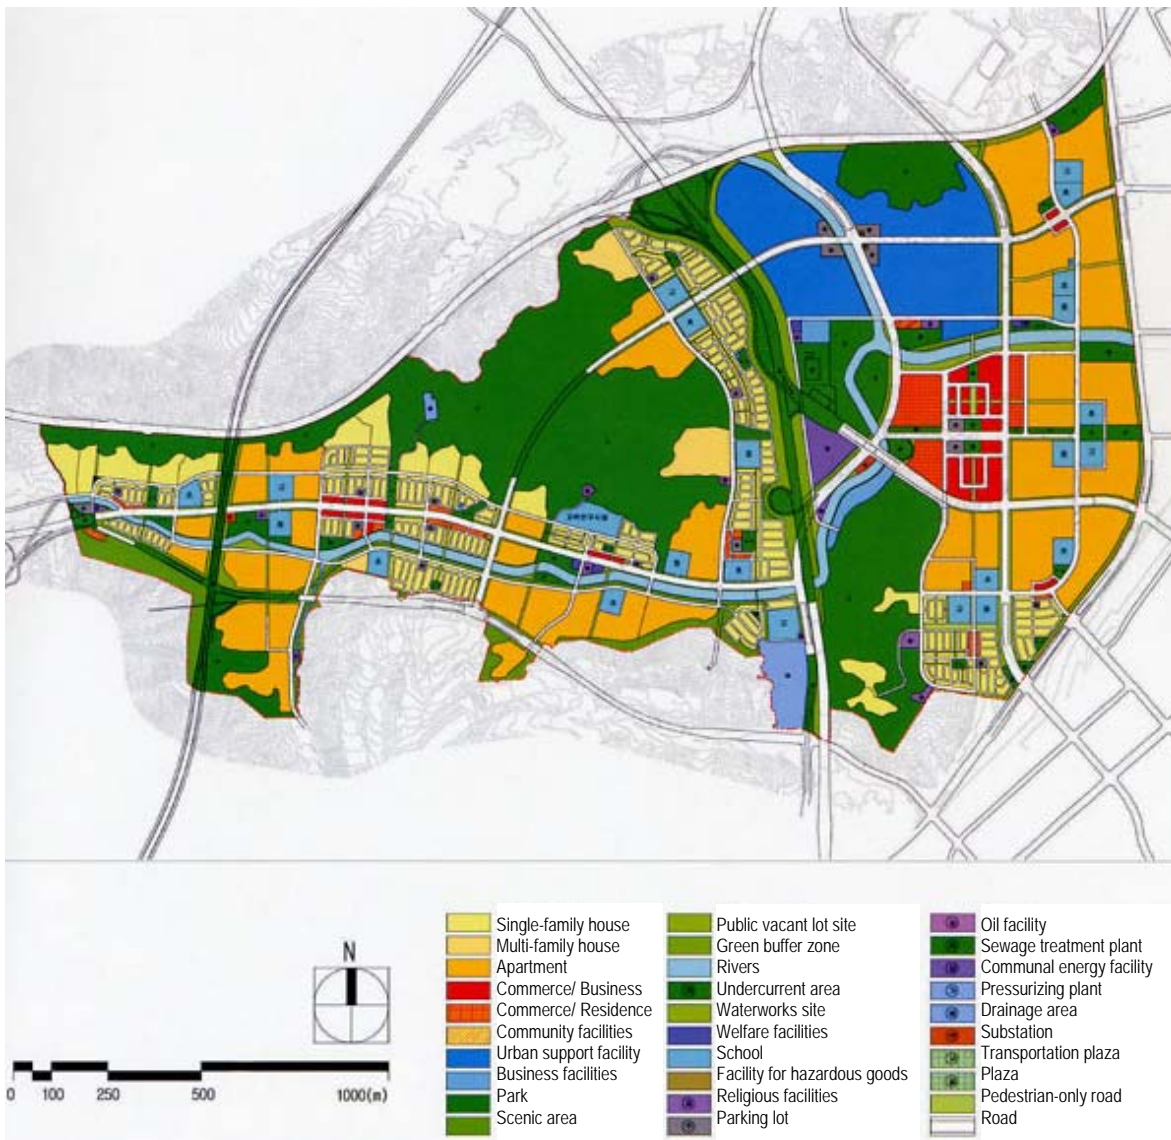 N
0 100 250 500 1000(m)
Single-family house
Multi-family house
Apartment
Commerce/ Business
Commerce/ Residence
Community facilities
Urban support facility
Business facilities
Park
Scenic area
Public vacant lot site
Green buffer zone
Rivers
Undercurrent area
Waterworks site
Welfare facilities
School
Facility for hazardous goods
Religious facilities
Parking lot
Oil facility
Sewage treatment plant
Communal energy facility
Pressurizing plant
Drainage area
Substation
Transportation plaza
Plaza
Pedestrian-only road
Road